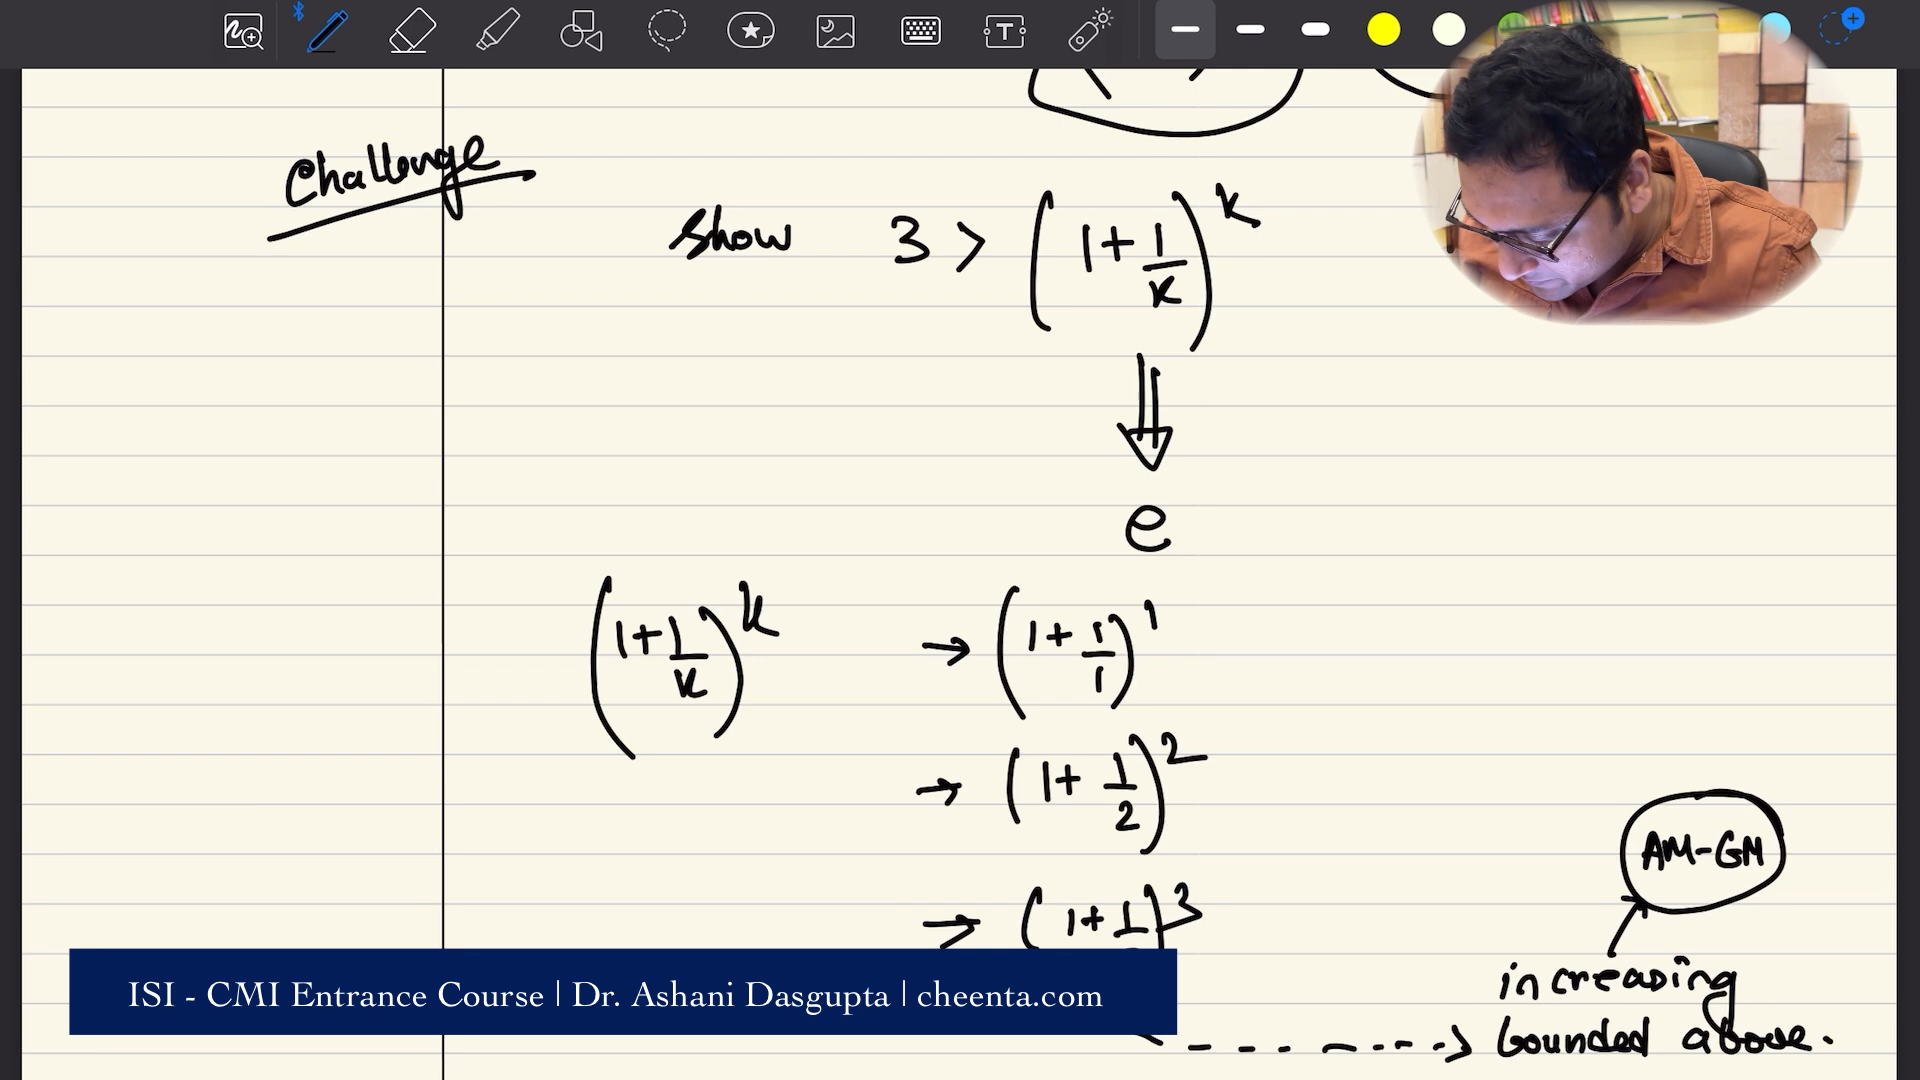 Challenge
Show 3 > (1 + 1/k)^k
⇓
e
(1 + 1/k)^k → (1 + 1/1)^1
→ (1 + 1/2)^2
→ (1 + 1
)^3
AM-GM
increasing
bounded above.
ISI - CMI Entrance Course | Dr. Ashani Dasgupta | cheenta.com